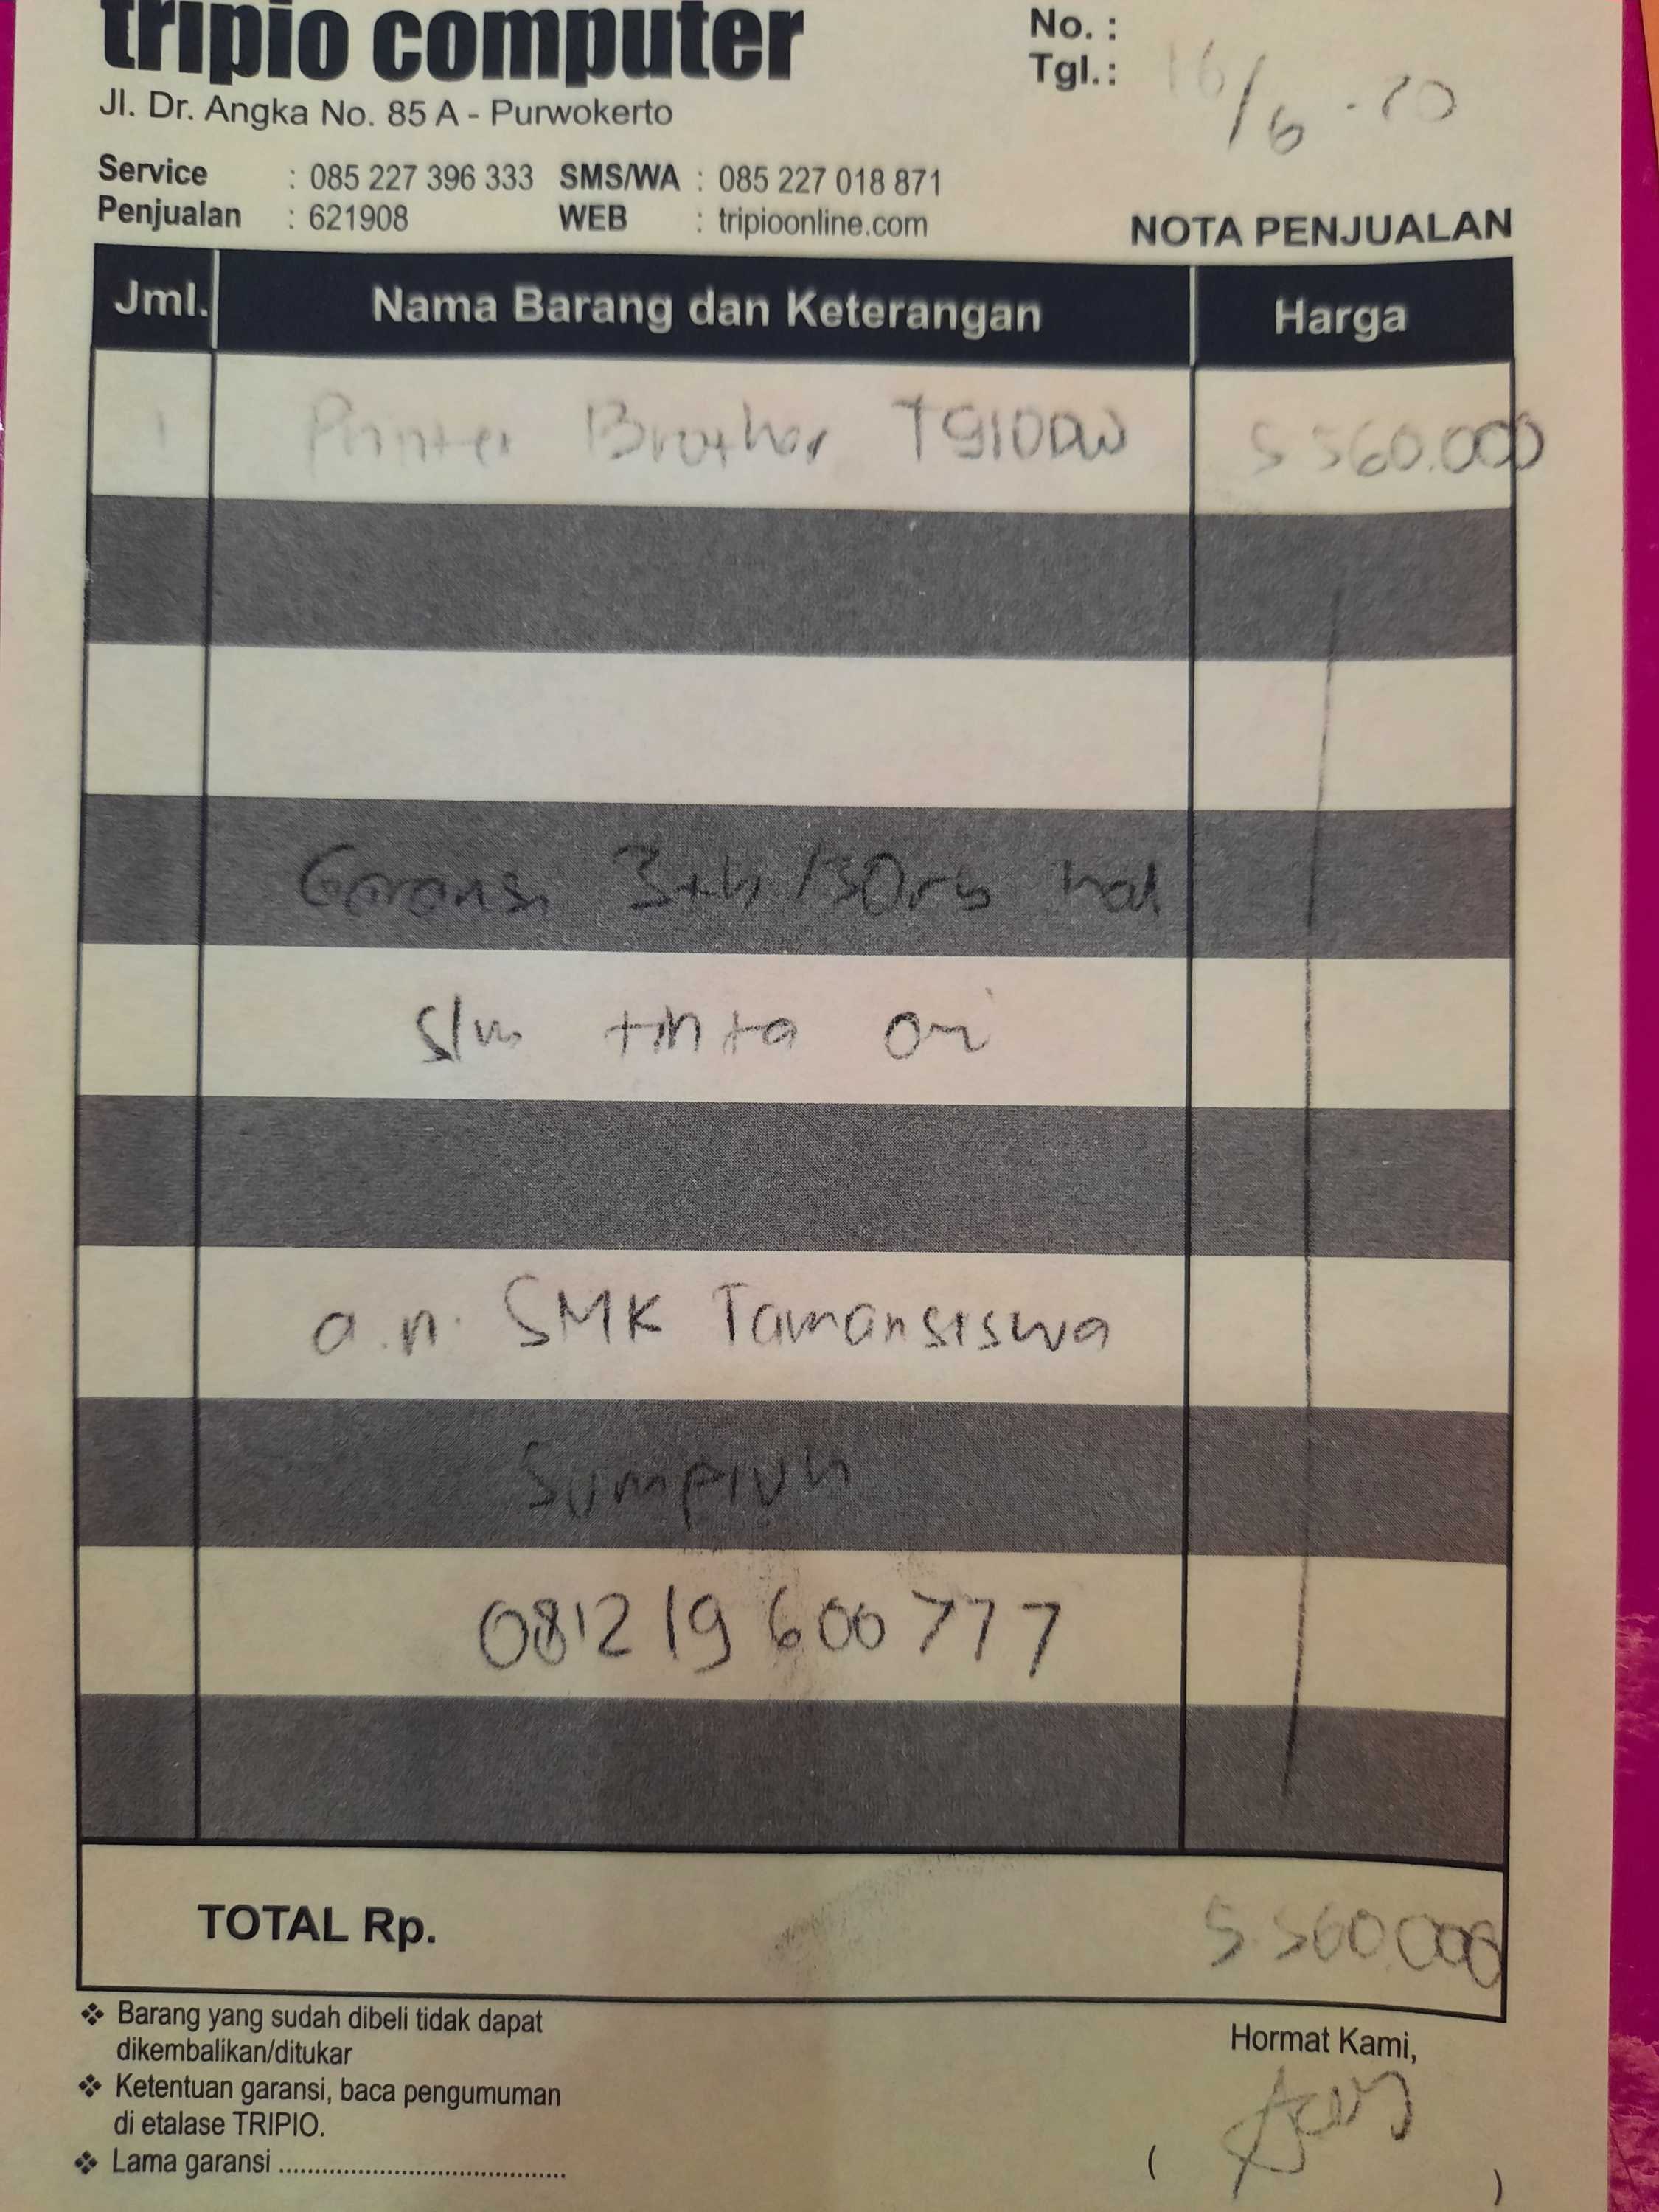 tripio computer
Jl. Dr. Angka No. 85 A - Purwokerto
No. :
Tgl. : 16/6 - 20
Service : 085 227 396 333 SMS/WA : 085 227 018 871
Penjualan : 621908 WEB : tripioonline.com
NOTA PENJUALAN
Jml. Nama Barang dan Keterangan Harga
1 Printer Brother T910DW 5 560.000
Garansi 3th/30rb hal
s/m tinta ori
a.n. SMK Tamansiswa
Sumpiuh
081219600777
TOTAL Rp. 5.560.000
❖ Barang yang sudah dibeli tidak dapat
dikembalikan/ditukar
❖ Ketentuan garansi, baca pengumuman
di etalase TRIPIO.
❖ Lama garansi ..........................................
Hormat Kami,
( )